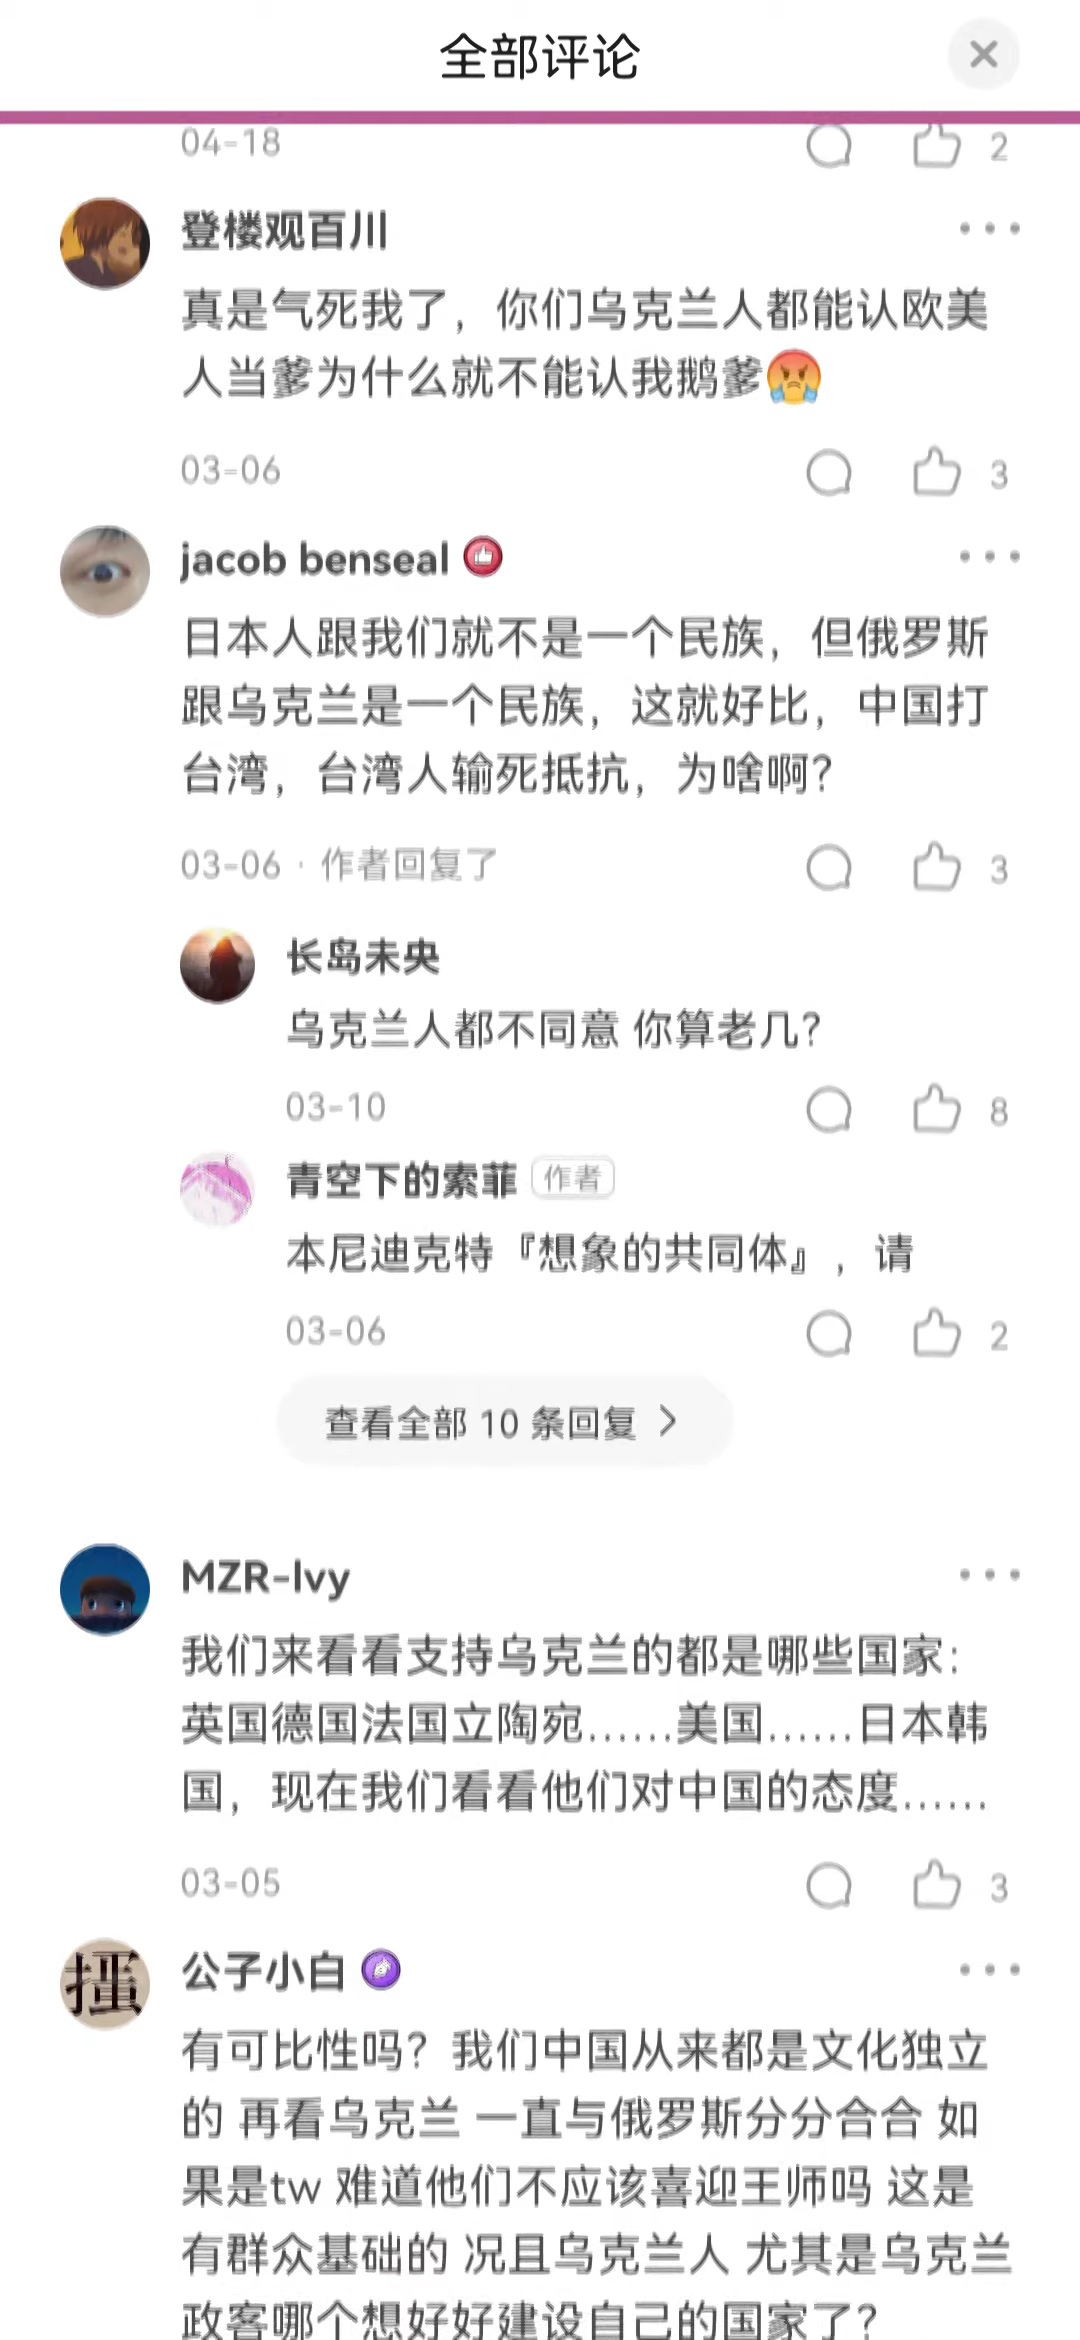 全部评论
04-18
2
登楼观百川
真是气死我了，你们乌克兰人都能认欧美
人当爹为什么就不能认我鹅爹
03-06
3
jacob benseal
日本人跟我们就不是一个民族，但俄罗斯
跟乌克兰是一个民族，这就好比，中国打
台湾，台湾人输死抵抗，为啥啊？
03-06 · 作者回复了
3
长岛未央
乌克兰人都不同意 你算老几？
03-10
8
青空下的索菲 作者
本尼迪克特『想象的共同体』，请
03-06
2
查看全部 10 条回复 >
MZR-lvy
我们来看看支持乌克兰的都是哪些国家：
英国德国法国立陶宛……美国……日本韩
国，现在我们看看他们对中国的态度……
03-05
3
公子小白
有可比性吗？我们中国从来都是文化独立
的 再看乌克兰 一直与俄罗斯分分合合 如
果是tw 难道他们不应该喜迎王师吗 这是
有群众基础的 况且乌克兰人 尤其是乌克兰
政客哪个想好好建设自己的国家了？